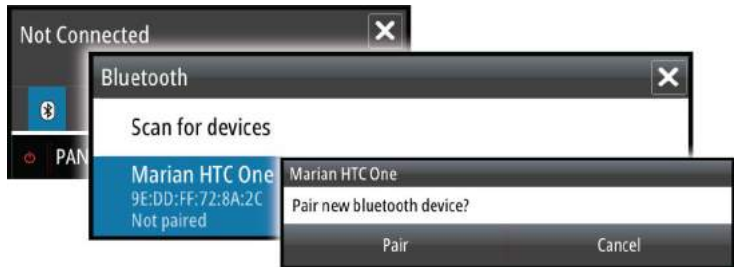 Not Connected
Bluetooth
Scan for devices
PAN
Marian HTC One
9E:DD:FF:72:8A:2C
Not paired
Marian HTC One
Pair new bluetooth device?
Pair Cancel